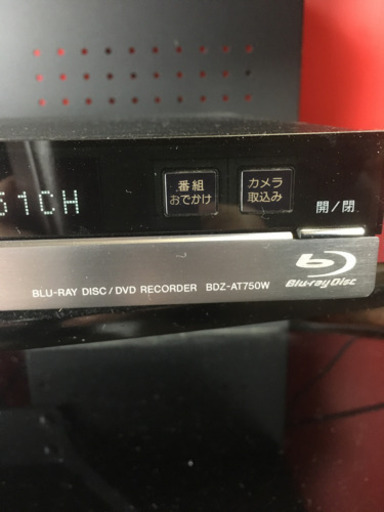 61CH
番組
おでかけ
カメラ
取込み
開/閉
BLU-RAY DISC/DVD RECORDER BDZ-AT750W
Blu-ray Disc